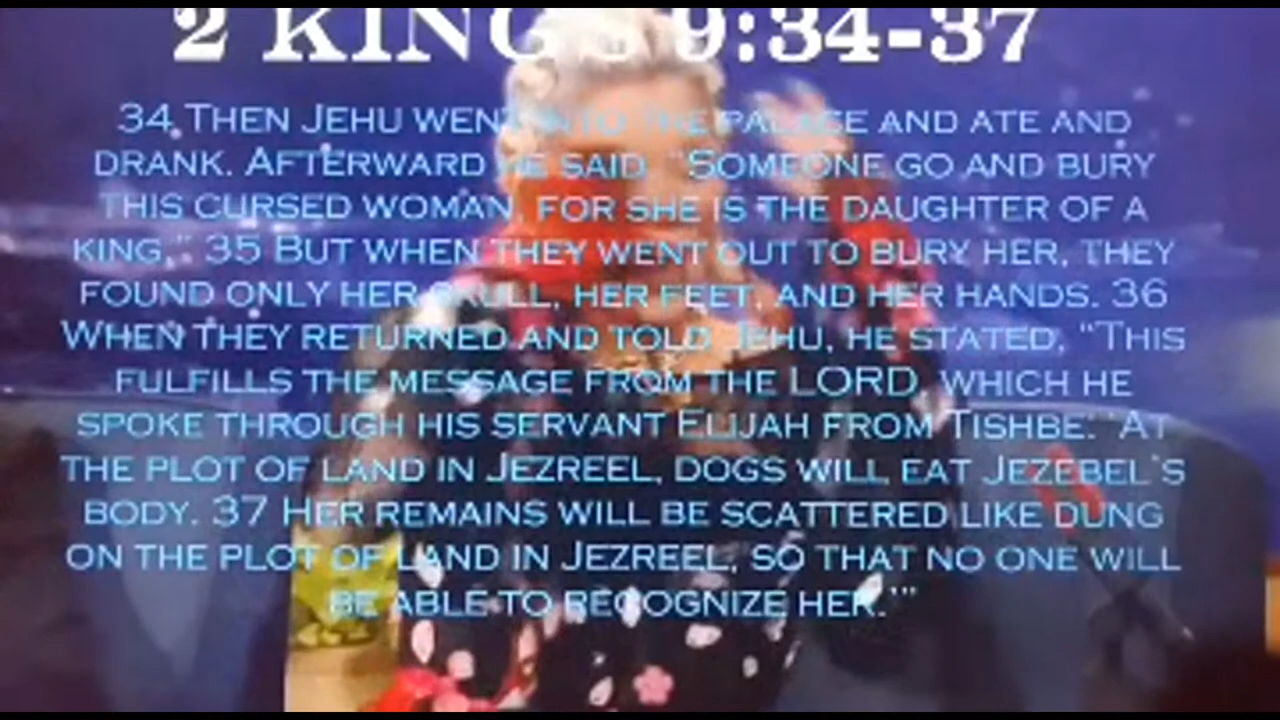 2 KINGS 9:34-37
34 THEN JEHU WENT INTO THE PALACE AND ATE AND
DRANK. AFTERWARD HE SAID, "SOMEONE GO AND BURY
THIS CURSED WOMAN, FOR SHE IS THE DAUGHTER OF A
KING." 35 BUT WHEN THEY WENT OUT TO BURY HER, THEY
FOUND ONLY HER SKULL, HER FEET, AND HER HANDS. 36
WHEN THEY RETURNED AND TOLD JEHU, HE STATED, "THIS
FULFILLS THE MESSAGE FROM THE LORD, WHICH HE
SPOKE THROUGH HIS SERVANT ELIJAH FROM TISHBE: 'AT
THE PLOT OF LAND IN JEZREEL, DOGS WILL EAT JEZEBEL'S
BODY. 37 HER REMAINS WILL BE SCATTERED LIKE DUNG
ON THE PLOT OF LAND IN JEZREEL, SO THAT NO ONE WILL
BE ABLE TO RECOGNIZE HER.'"